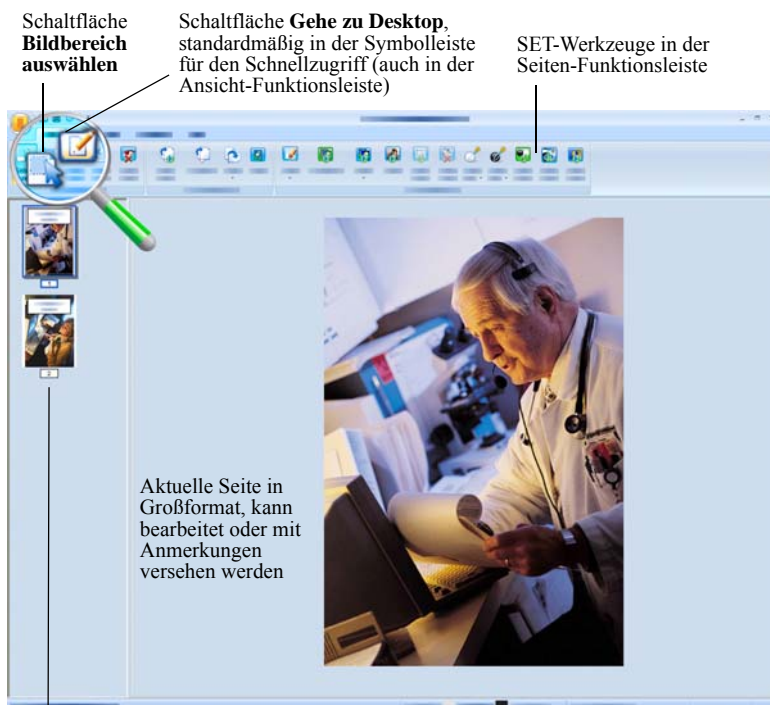 Schaltfläche
Bildbereich
auswählen
Schaltfläche Gehe zu Desktop,
standardmäßig in der Symbolleiste
für den Schnellzugriff (auch in der
Ansicht-Funktionsleiste)
SET-Werkzeuge in der
Seiten-Funktionsleiste
1
2
Aktuelle Seite in
Großformat, kann
bearbeitet oder mit
Anmerkungen
versehen werden